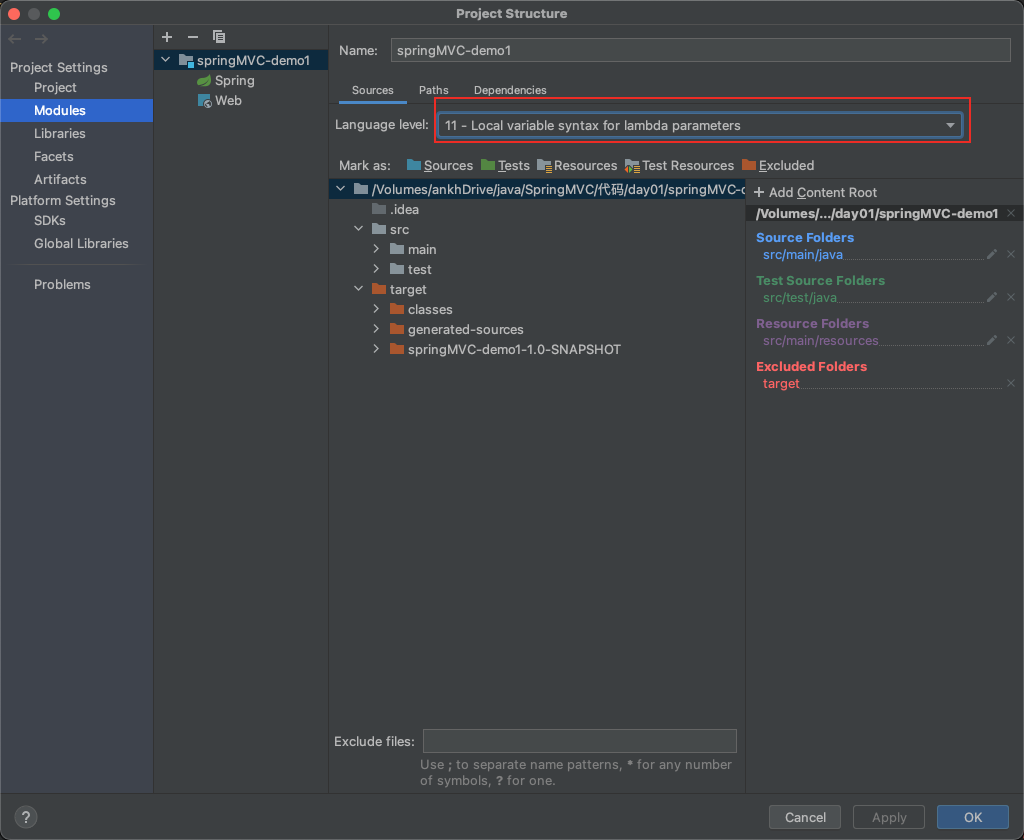 Project Structure
Project Settings
Project
Modules
Libraries
Facets
Artifacts
Platform Settings
SDKs
Global Libraries
Problems
springMVC-demo1
Spring
Web
Name: springMVC-demo1
Sources Paths Dependencies
Language level: 11 - Local variable syntax for lambda parameters
Mark as: Sources Tests Resources Test Resources Excluded
/Volumes/ankhDrive/java/SpringMVC/代码/day01/springMVC-d
.idea
src
main
test
target
classes
generated-sources
springMVC-demo1-1.0-SNAPSHOT
+ Add Content Root
/Volumes/.../day01/springMVC-demo1
Source Folders
src/main/java
Test Source Folders
src/test/java
Resource Folders
src/main/resources
Excluded Folders
target
Exclude files:
Use ; to separate name patterns, * for any number
of symbols, ? for one.
? Cancel Apply OK